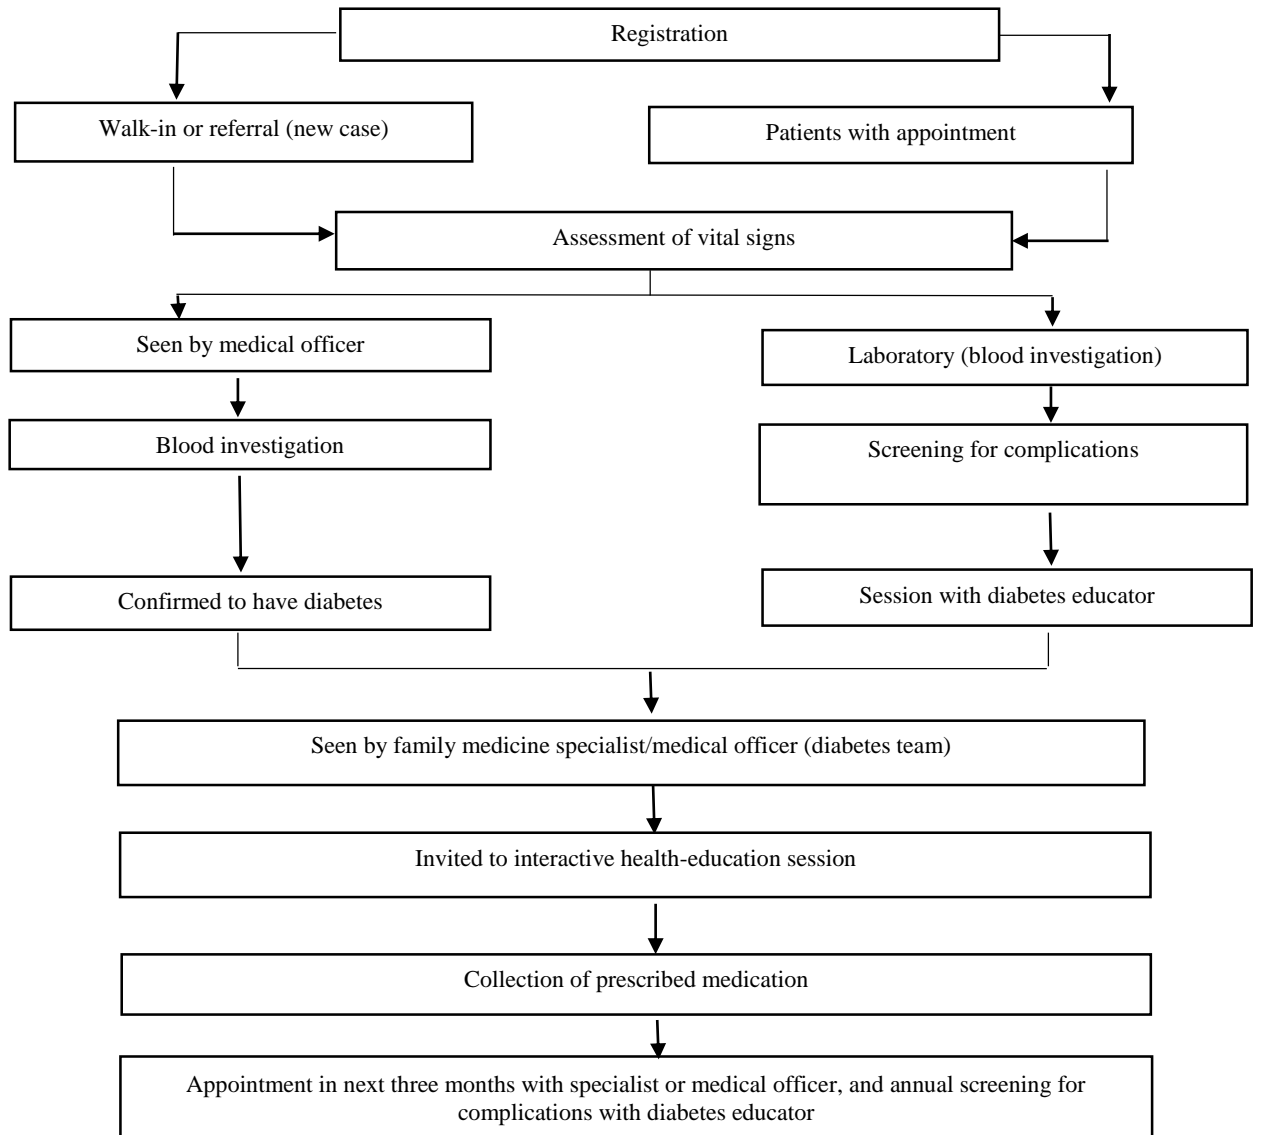 Registration
Walk-in or referral (new case)
Patients with appointment
Assessment of vital signs
Seen by medical officer
Laboratory (blood investigation)
Blood investigation
Screening for complications
Confirmed to have diabetes
Session with diabetes educator
Seen by family medicine specialist/medical officer (diabetes team)
Invited to interactive health-education session
Collection of prescribed medication
Appointment in next three months with specialist or medical officer, and annual screening for
complications with diabetes educator